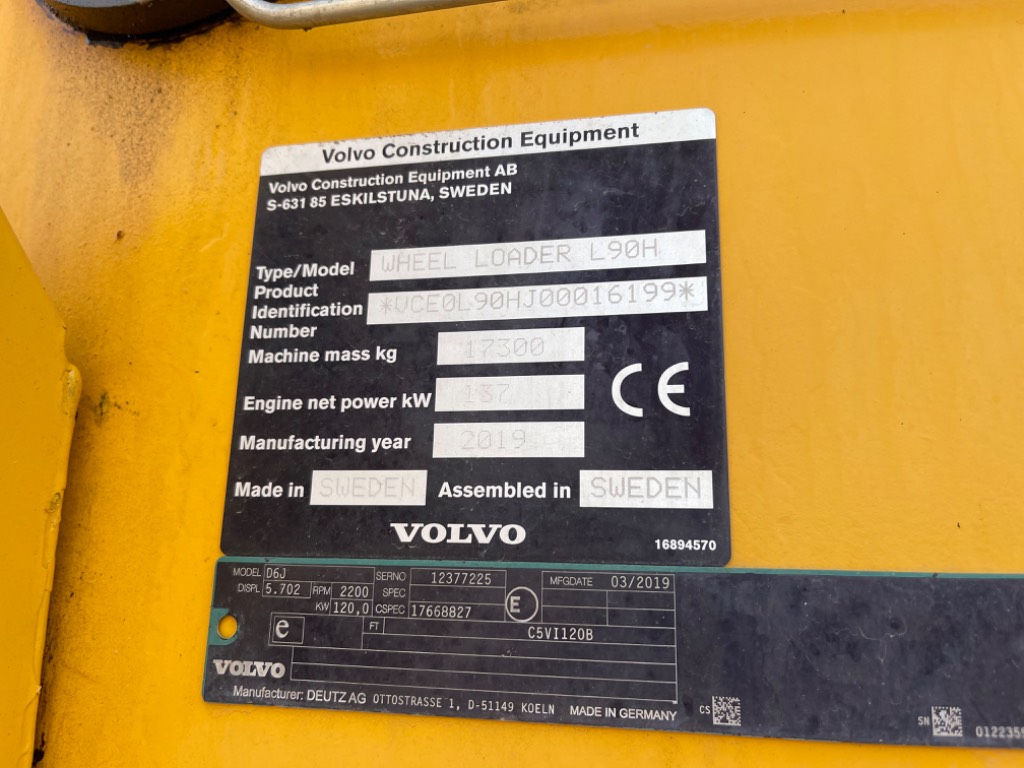 Volvo Construction Equipment
Volvo Construction Equipment AB
S-631 85 ESKILSTUNA, SWEDEN
Type/Model WHEEL LOADER L90H
Product
Identification *VCE0L90HJ00016199*
Number
Machine mass kg 17300
Engine net power kW 137
CE
Manufacturing year 2019
Made in SWEDEN Assembled in SWEDEN
VOLVO
16894570
MODEL D6J SERNO 12377225 MFGDATE 03/2019
DISPL 5.702 RPM 2200 SPEC
KW 120,0 CSPEC 17668827 E
e FT C5VI120B
VOLVO
Manufacturer: DEUTZ AG OTTOSTRASSE 1, D-51149 KOELN MADE IN GERMANY
CS SN 0122359